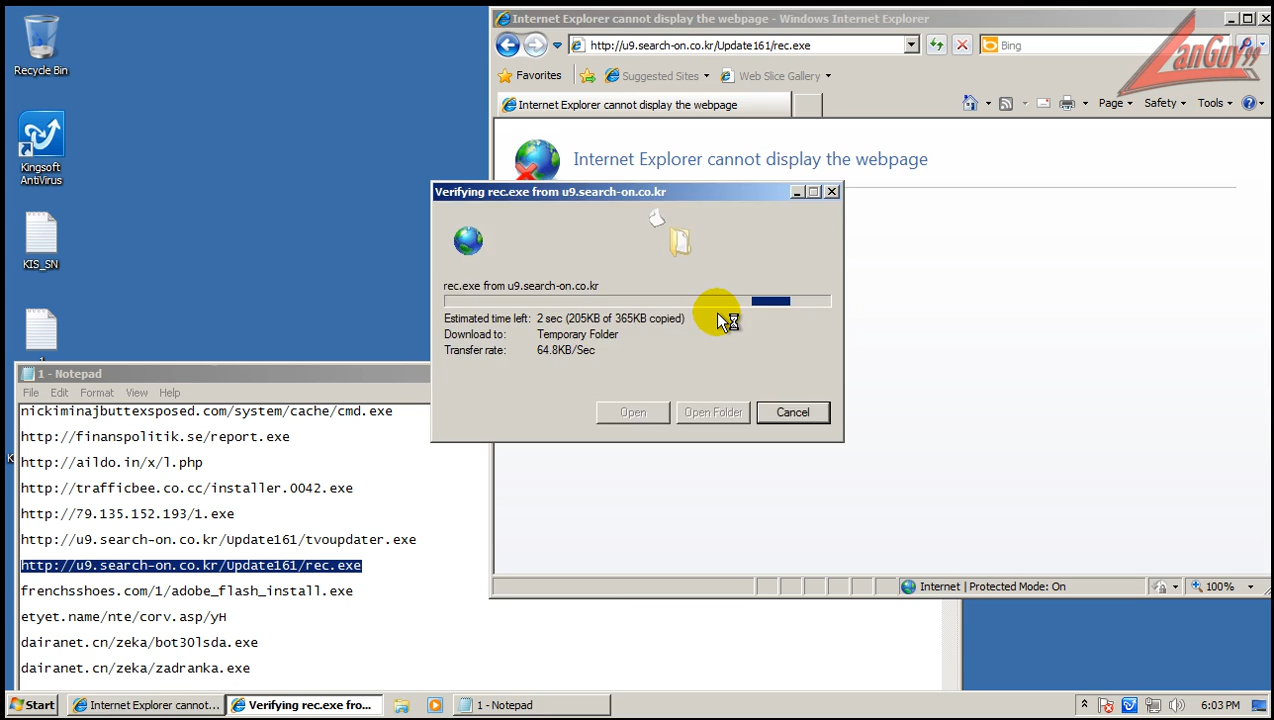 Recycle Bin
Kingsoft
AntiVirus
KIS_SN
1
Internet Explorer cannot display the webpage - Windows Internet Explorer
http://u9.search-on.co.kr/Update161/rec.exe
Bing
LanGuy99
Favorites
Suggested Sites
Web Slice Gallery
Internet Explorer cannot display the webpage
Page
Safety
Tools
Internet Explorer cannot display the webpage
Verifying rec.exe from u9.search-on.co.kr
rec.exe from u9.search-on.co.kr
Estimated time left: 2 sec (205KB of 365KB copied)
Download to: Temporary Folder
Transfer rate: 64.8KB/Sec
Open
Open Folder
Cancel
1 - Notepad
File Edit Format View Help
nickiminajbuttexsposed.com/system/cache/cmd.exe
http://finanspolitik.se/report.exe
http://aildo.in/x/l.php
http://trafficbee.co.cc/installer.0042.exe
http://79.135.152.193/1.exe
http://u9.search-on.co.kr/Update161/tvoupdater.exe
http://u9.search-on.co.kr/Update161/rec.exe
frenchsshoes.com/1/adobe_flash_install.exe
etyet.name/nte/corv.asp/yH
dairanet.cn/zeka/bot30lsda.exe
dairanet.cn/zeka/zadranka.exe
Internet | Protected Mode: On
100%
Start
Internet Explorer cannot...
Verifying rec.exe fro...
1 - Notepad
6:03 PM